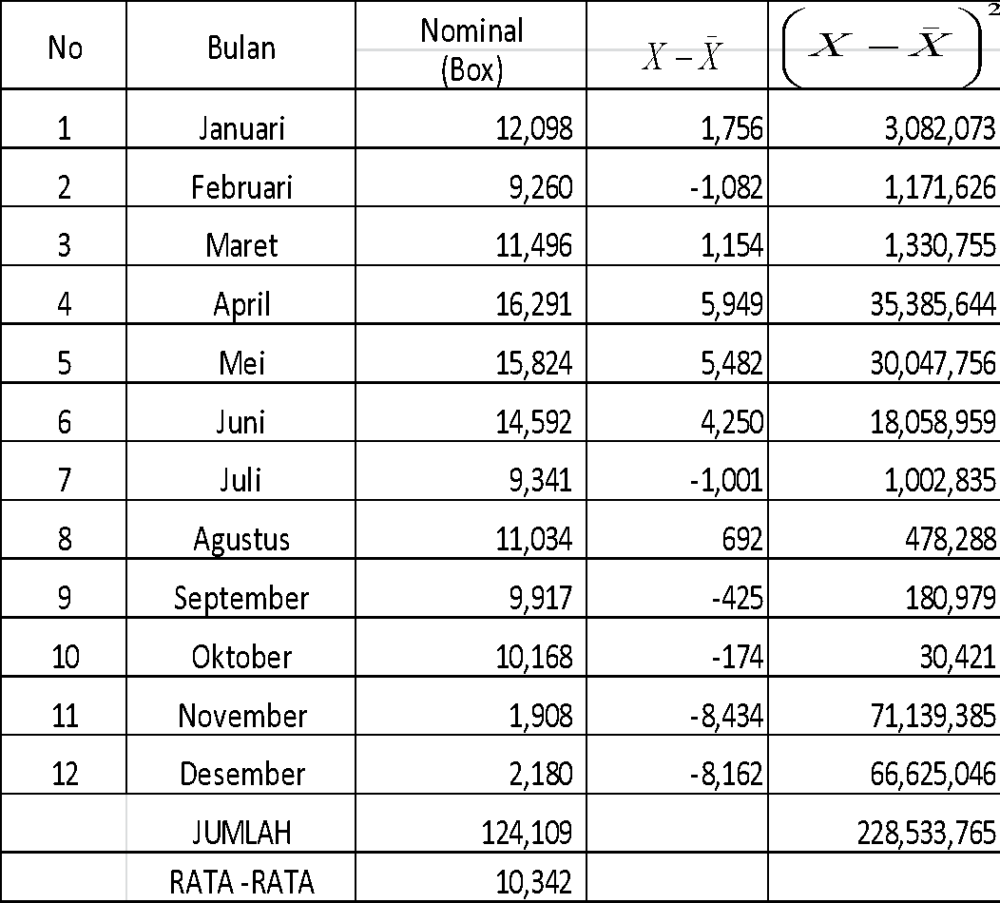 No Bulan Nominal (Box) X − X̄ (X − X̄)²
1 Januari 12,098 1,756 3,082,073
2 Februari 9,260 -1,082 1,171,626
3 Maret 11,496 1,154 1,330,755
4 April 16,291 5,949 35,385,644
5 Mei 15,824 5,482 30,047,756
6 Juni 14,592 4,250 18,058,959
7 Juli 9,341 -1,001 1,002,835
8 Agustus 11,034 692 478,288
9 September 9,917 -425 180,979
10 Oktober 10,168 -174 30,421
11 November 1,908 -8,434 71,139,385
12 Desember 2,180 -8,162 66,625,046
JUMLAH 124,109 228,533,765
RATA -RATA 10,342